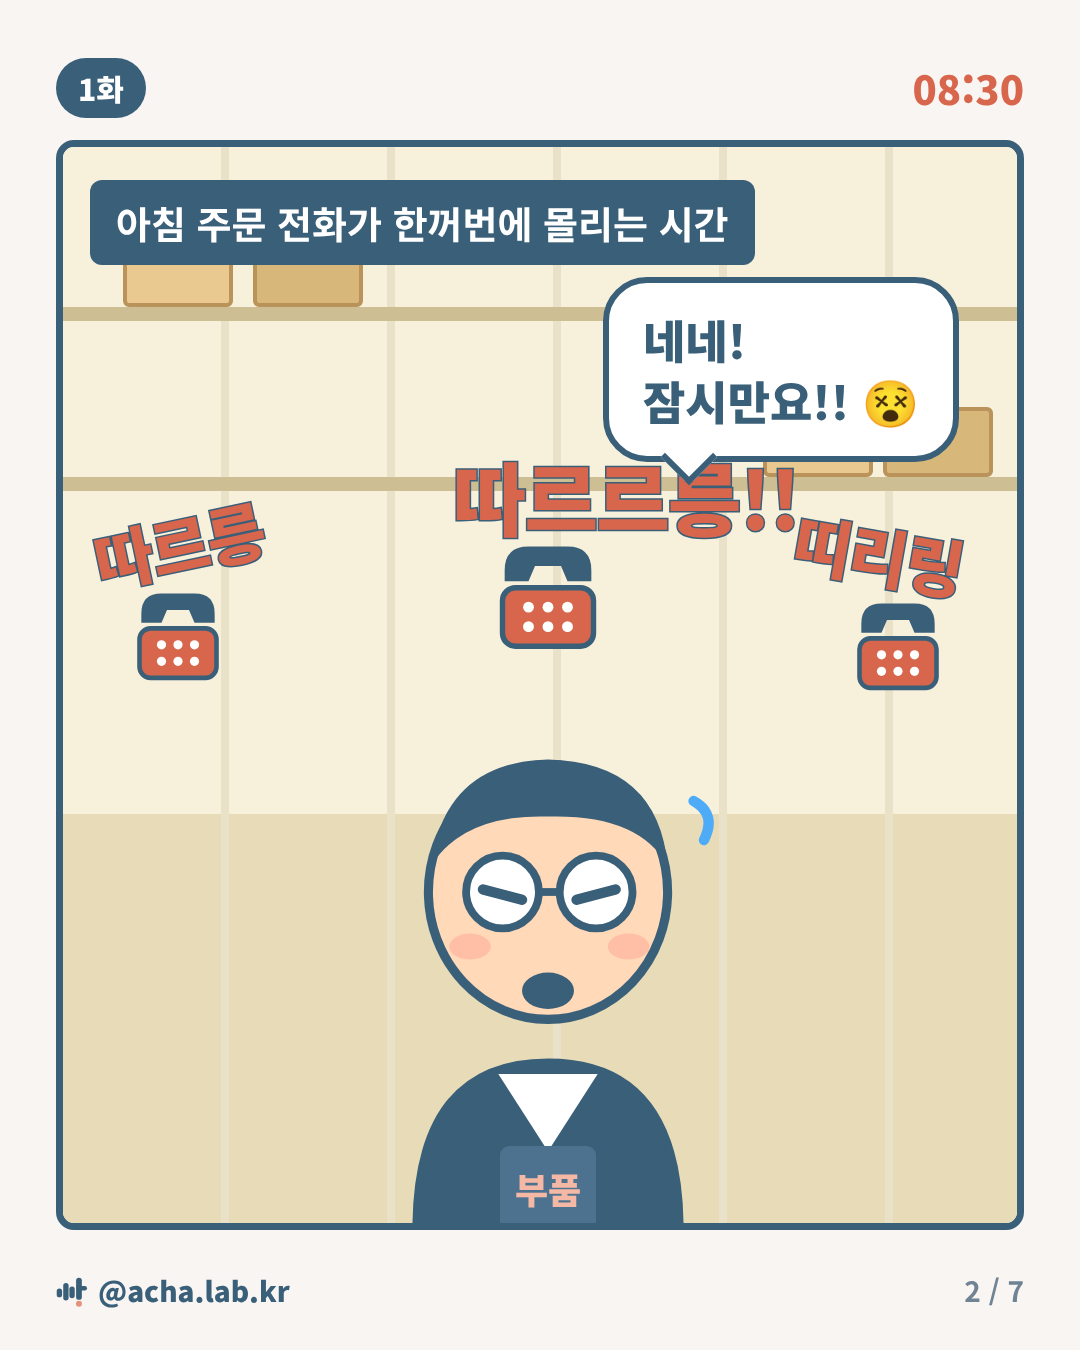 1화
08:30
아침 주문 전화가 한꺼번에 몰리는 시간
네네!
잠시만요!! 😵
따르릉
따르르릉!!
띠리링
부품
@acha.lab.kr
2 / 7